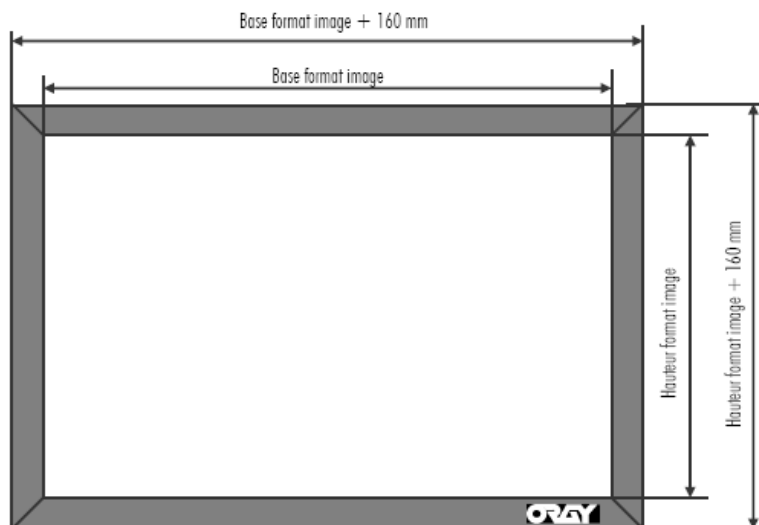 Base format image + 160 mm
Base format image
Hauteur format image
Hauteur format image + 160 mm
ORAY